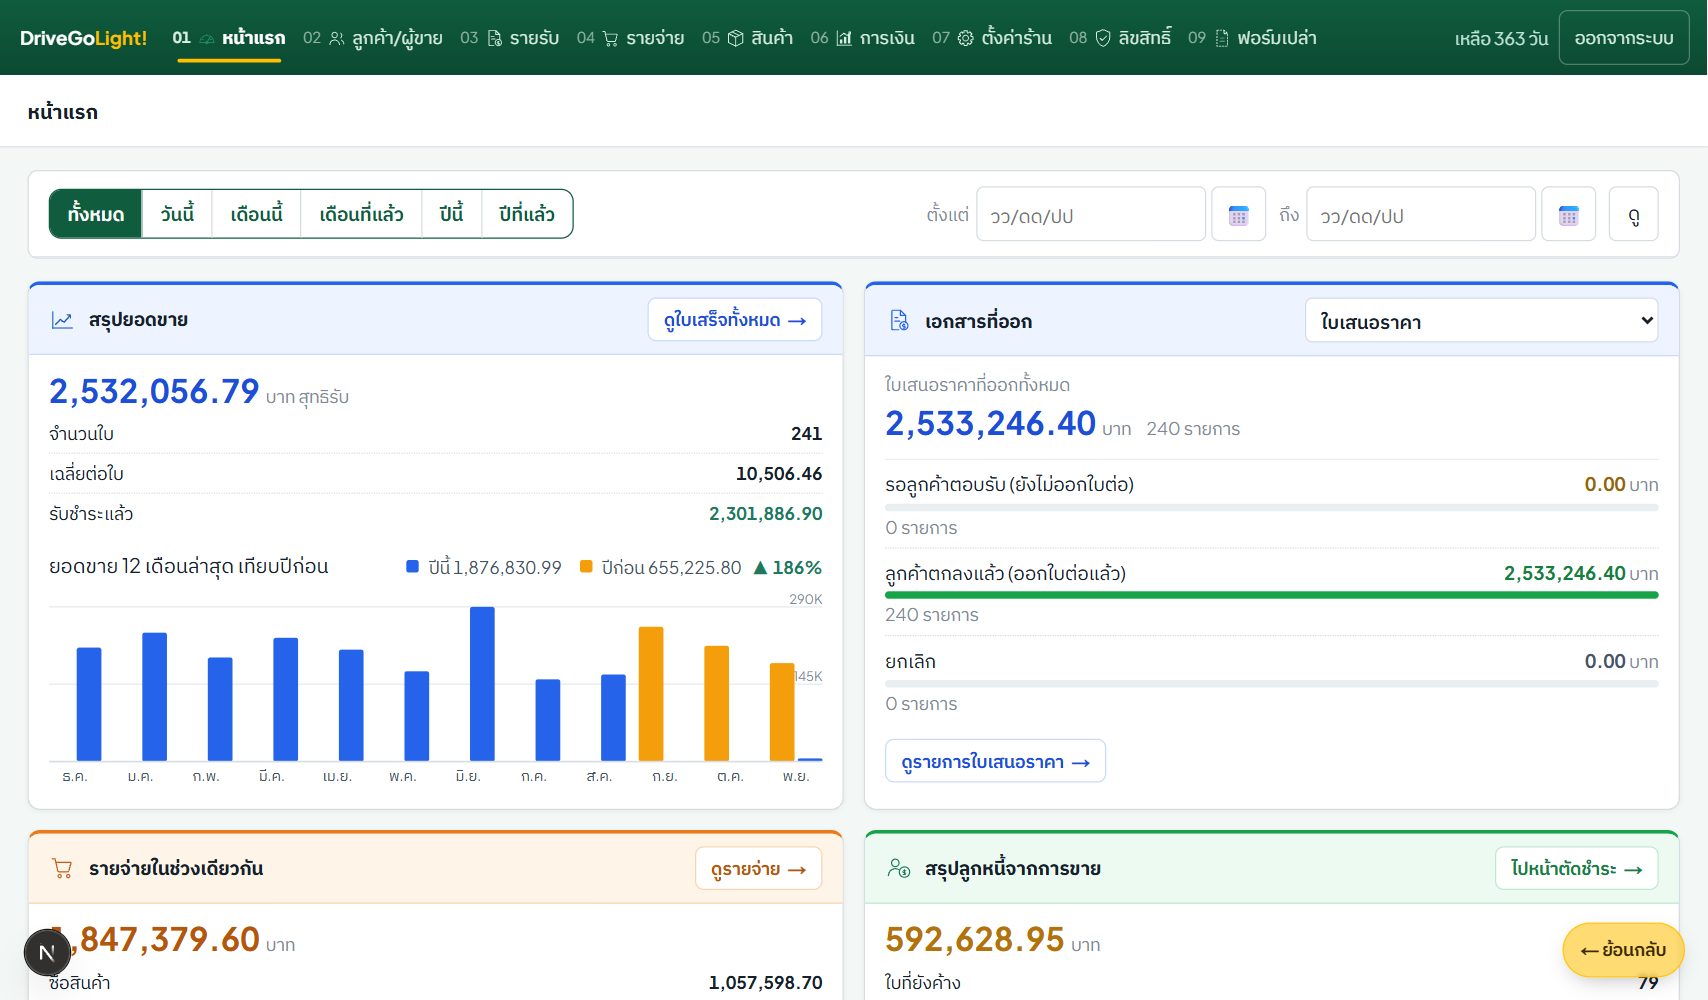 DriveGoLight! 01 หน้าแรก 02 ลูกค้า/ผู้ขาย 03 รายรับ 04 รายจ่าย 05 สินค้า 06 การเงิน 07 ตั้งค่าร้าน 08 ลิขสิทธิ์ 09 ฟอร์มเปล่า เหลือ 363 วัน ออกจากระบบ
หน้าแรก
ทั้งหมด วันนี้ เดือนนี้ เดือนที่แล้ว ปีนี้ ปีที่แล้ว ตั้งแต่ วว/ดด/ปป ถึง วว/ดด/ปป ดู
สรุปยอดขาย ดูใบเสร็จทั้งหมด →
2,532,056.79 บาท สุทธิรับ
จำนวนใบ 241
เฉลี่ยต่อใบ 10,506.46
รับชำระแล้ว 2,301,886.90
ยอดขาย 12 เดือนล่าสุด เทียบปีก่อน ปีนี้ 1,876,830.99 ปีก่อน 655,225.80 ▲ 186%
290K
145K
ธ.ค. ม.ค. ก.พ. มี.ค. เม.ย. พ.ค. มิ.ย. ก.ค. ส.ค. ก.ย. ต.ค. พ.ย.
เอกสารที่ออก ใบเสนอราคา
ใบเสนอราคาที่ออกทั้งหมด
2,533,246.40 บาท 240 รายการ
รอลูกค้าตอบรับ (ยังไม่ออกใบต่อ) 0.00 บาท
0 รายการ
ลูกค้าตกลงแล้ว (ออกใบต่อแล้ว) 2,533,246.40 บาท
240 รายการ
ยกเลิก 0.00 บาท
0 รายการ
ดูรายการใบเสนอราคา →
รายจ่ายในช่วงเดียวกัน ดูรายจ่าย →
1,847,379.60 บาท
ซื้อสินค้า 1,057,598.70
N
สรุปลูกหนี้จากการขาย ไปหน้าตัดชำระ →
592,628.95 บาท
ใบที่ยังค้าง 79
← ย้อนกลับ